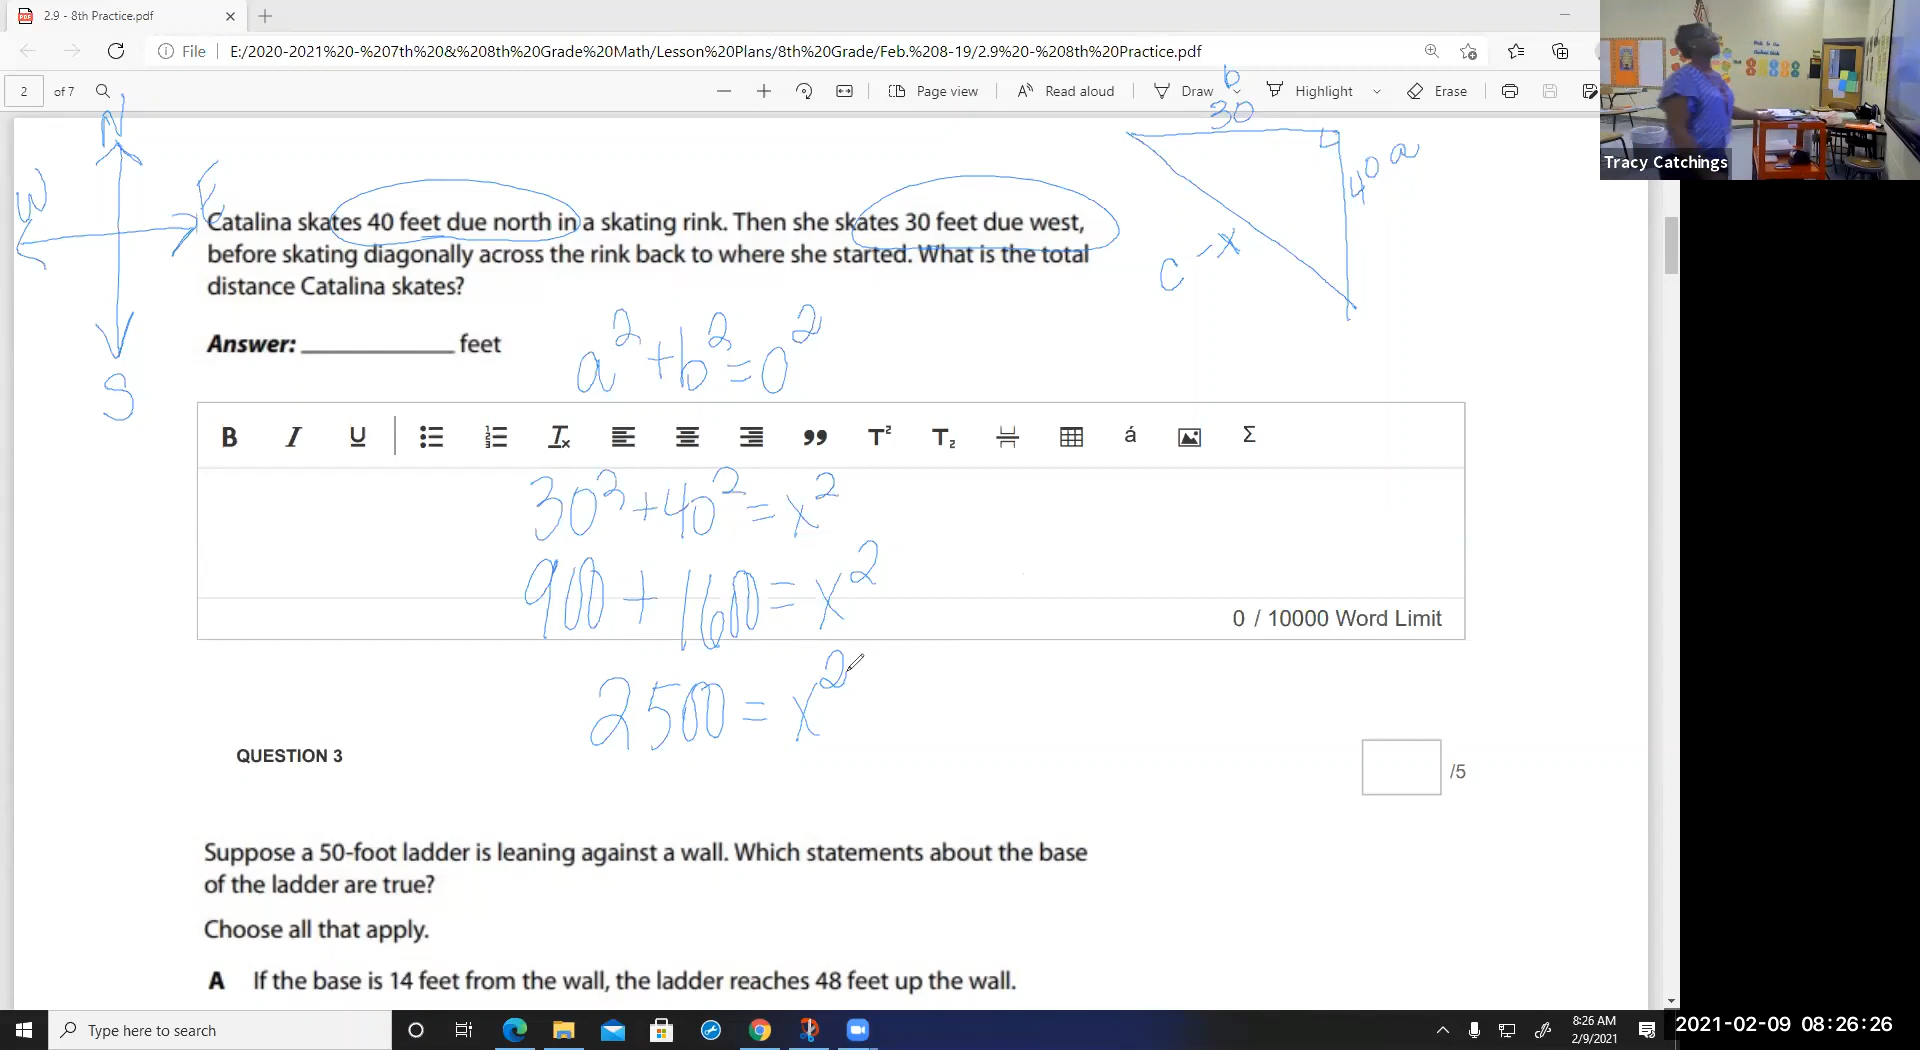 2.9 - 8th Practice.pdf
File E:/2020-2021%20-%207th%20&%208th%20Grade%20Math/Lesson%20Plans/8th%20Grade/Feb.%208-19/2.9%20-%208th%20Practice.pdf
2 of 7 Page view Read aloud Draw Highlight Erase
Tracy Catchings
N
W
E
S
b
30
40 a
c - x
Catalina skates 40 feet due north in a skating rink. Then she skates 30 feet due west,
before skating diagonally across the rink back to where she started. What is the total
distance Catalina skates?
Answer: ____________ feet
a² + b² = c²
B I U Tx T² T₂ á Σ
30² + 40² = x²
900 + 1600 = x²
0 / 10000 Word Limit
2500 = x²
QUESTION 3
/5
Suppose a 50-foot ladder is leaning against a wall. Which statements about the base
of the ladder are true?
Choose all that apply.
A If the base is 14 feet from the wall, the ladder reaches 48 feet up the wall.
Type here to search
8:26 AM
2/9/2021
2021-02-09 08:26:26